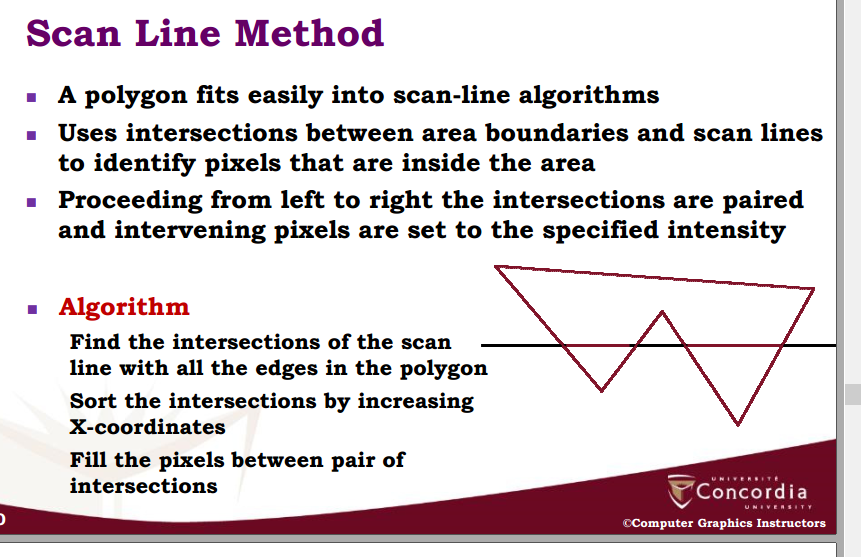 Scan Line Method
A polygon fits easily into scan-line algorithms
Uses intersections between area boundaries and scan lines
to identify pixels that are inside the area
Proceeding from left to right the intersections are paired
and intervening pixels are set to the specified intensity
Algorithm
Find the intersections of the scan
line with all the edges in the polygon
Sort the intersections by increasing
X-coordinates
Fill the pixels between pair of
intersections
UNIVERSITÉ
Concordia
UNIVERSITY
©Computer Graphics Instructors